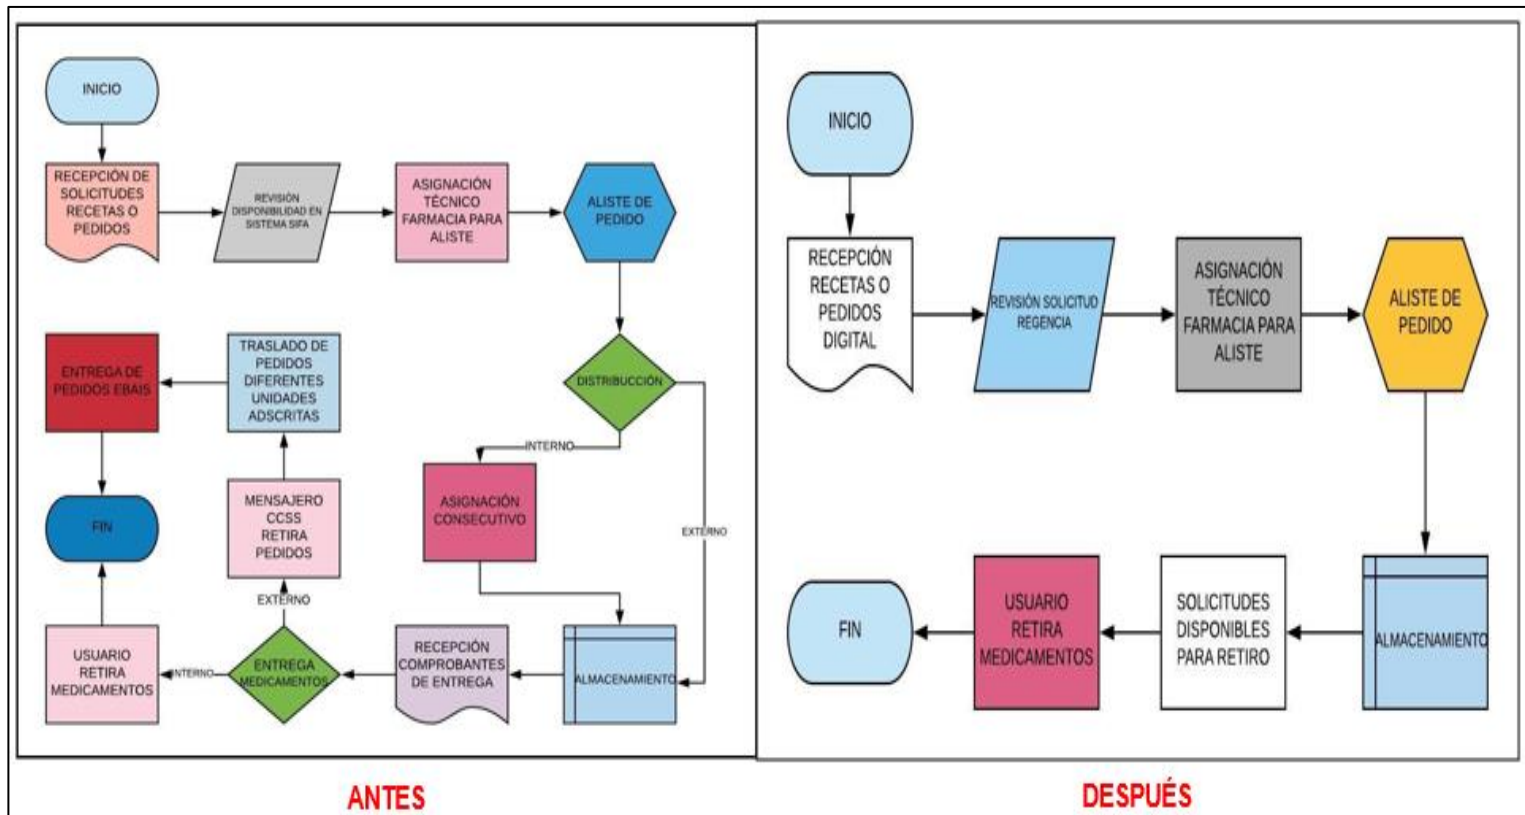 INICIO
RECEPCIÓN DE
SOLICITUDES
RECETAS O
PEDIDOS
REVISIÓN
DISPONIBILIDAD EN
SISTEMA SIFA
ASIGNACIÓN
TÉCNICO
FARMACIA PARA
ALISTE
ALISTE DE
PEDIDO
DISTRIBUCCIÓN
INTERNO
EXTERNO
ASIGNACIÓN
CONSECUTIVO
ALMACENAMIENTO
RECEPCIÓN
COMPROBANTES
DE ENTREGA
ENTREGA
MEDICAMENTOS
EXTERNO
INTERNO
MENSAJERO
CCSS
RETIRA
PEDIDOS
TRASLADO DE
PEDIDOS
DIFERENTES
UNIDADES
ADSCRITAS
ENTREGA DE
PEDIDOS EBAIS
USUARIO
RETIRA
MEDICAMENTOS
FIN
ANTES
INICIO
RECEPCIÓN
RECETAS O
PEDIDOS
DIGITAL
REVISIÓN SOLICITUD
REGENCIA
ASIGNACIÓN
TÉCNICO
FARMACIA PARA
ALISTE
ALISTE DE
PEDIDO
ALMACENAMIENTO
SOLICITUDES
DISPONIBLES
PARA RETIRO
USUARIO
RETIRA
MEDICAMENTOS
FIN
DESPUÉS